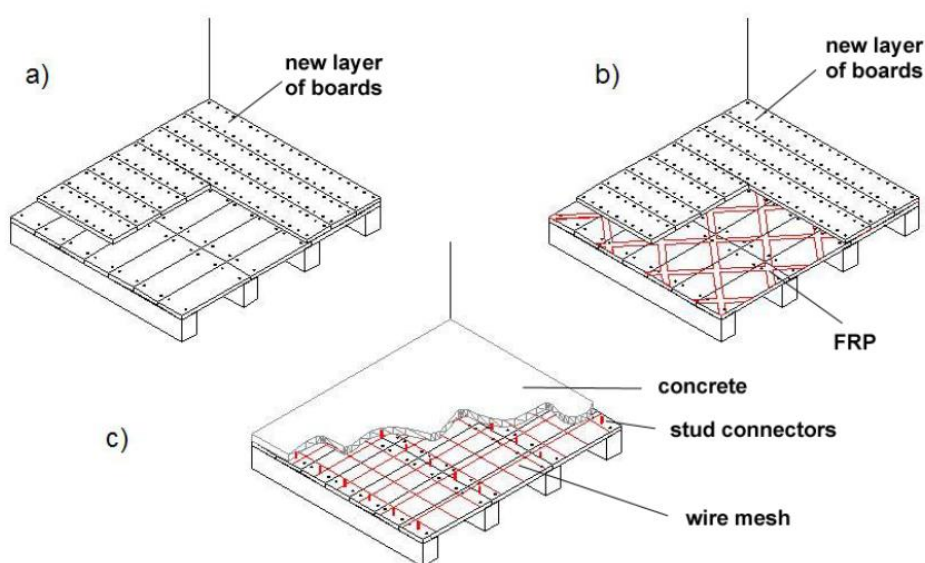 a)
new layer
of boards
b)
new layer
of boards
FRP
c)
concrete
stud connectors
wire mesh